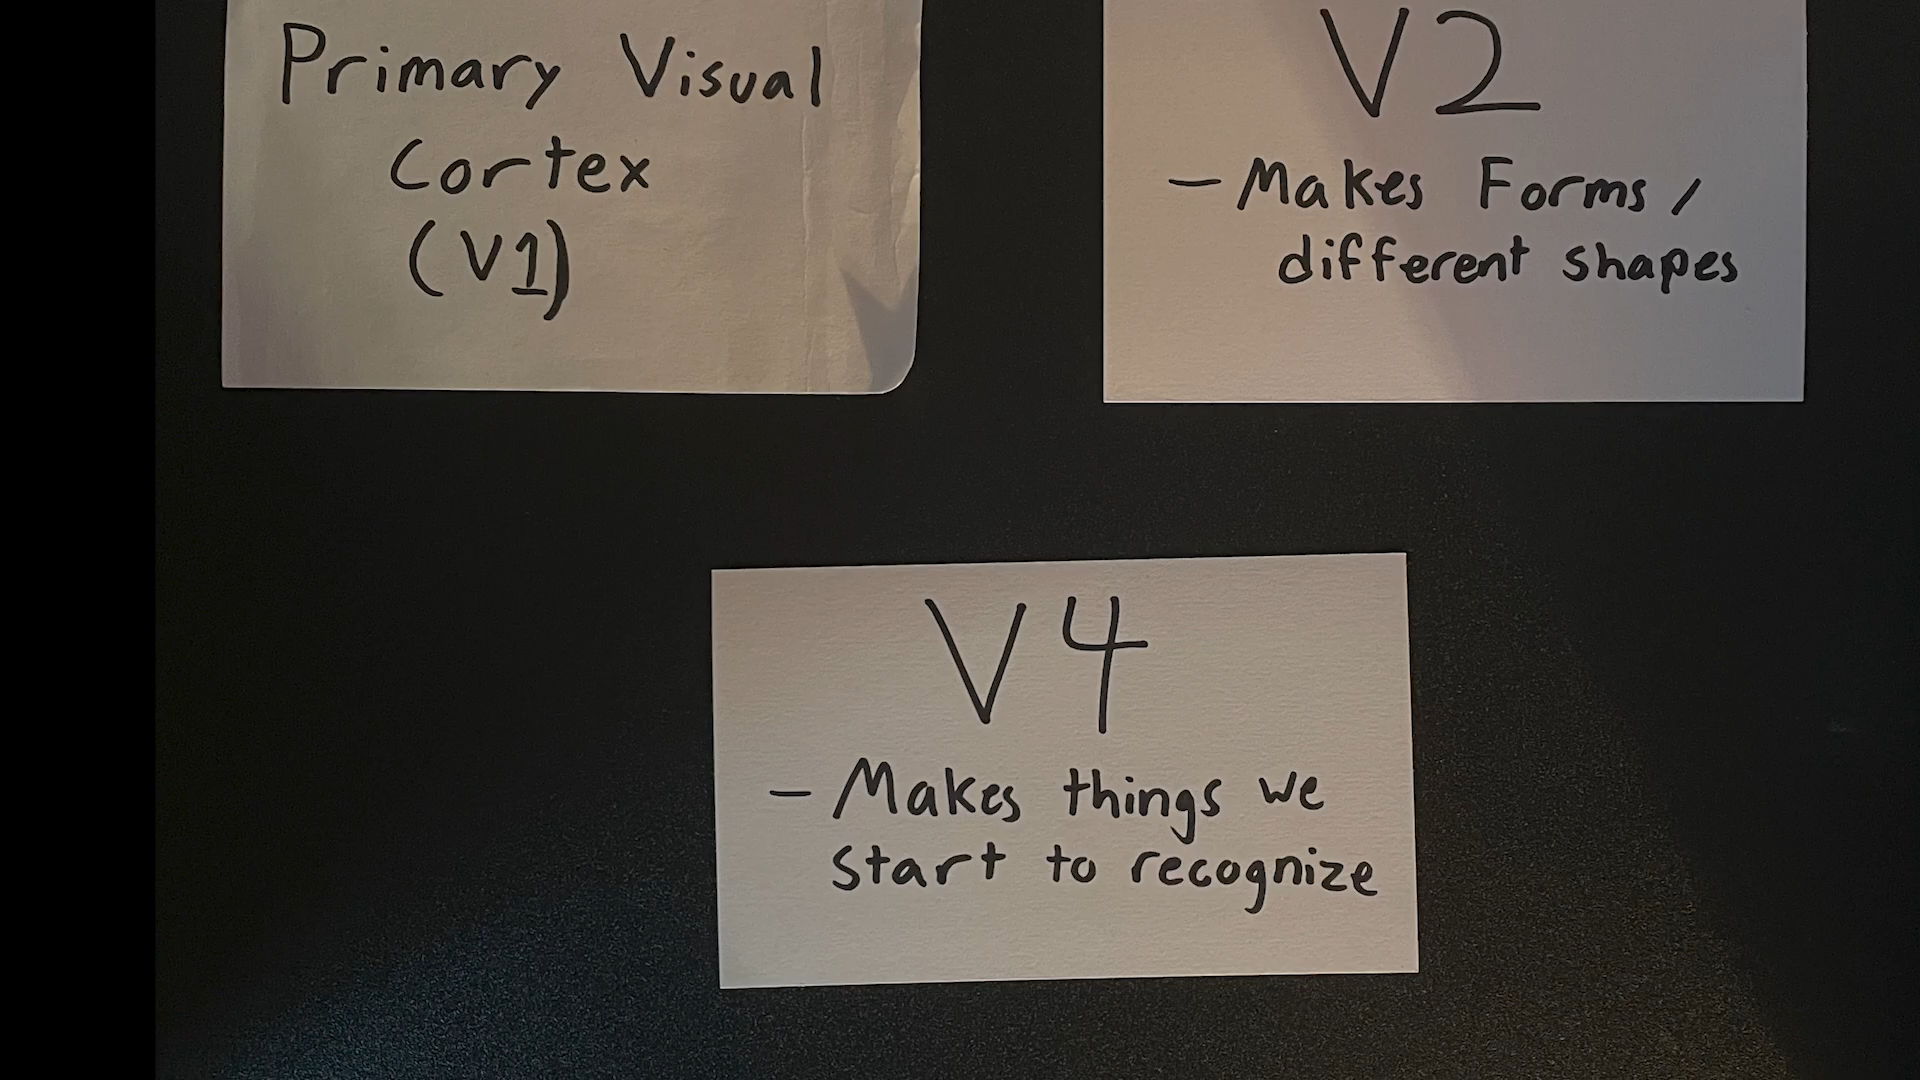 Primary Visual
Cortex
(V1)
V2
- Makes Forms /
different shapes
V4
- Makes things we
start to recognize